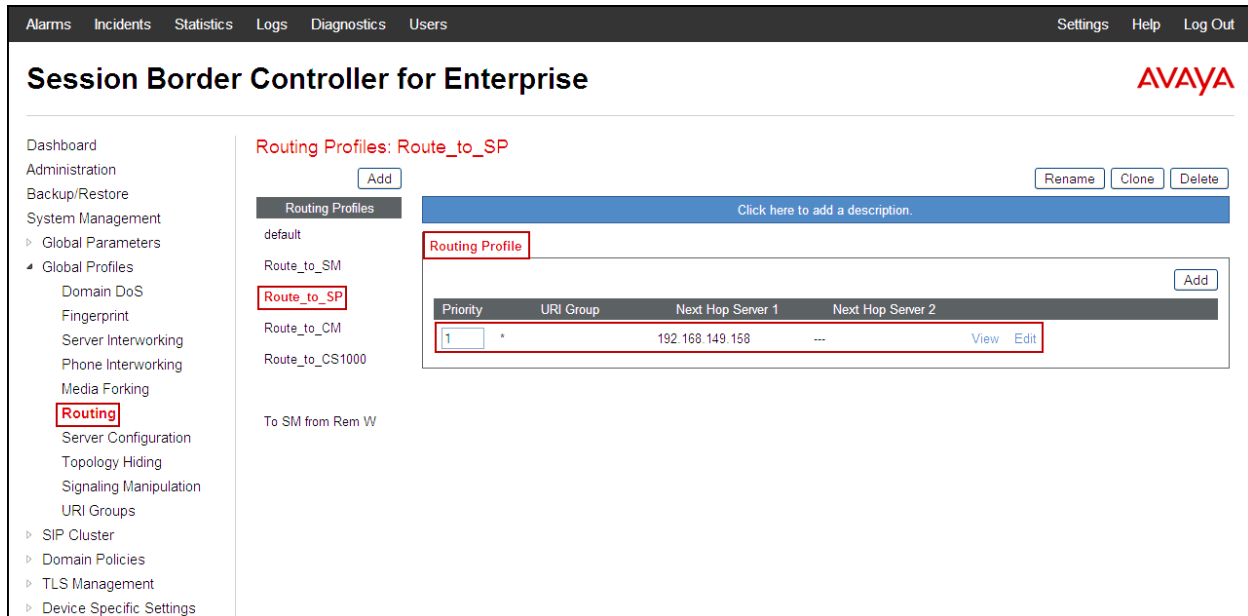 Alarms Incidents Statistics Logs Diagnostics Users Settings Help Log Out
Session Border Controller for Enterprise
AVAYA
Dashboard
Administration
Backup/Restore
System Management
Global Parameters
Global Profiles
Domain DoS
Fingerprint
Server Interworking
Phone Interworking
Media Forking
Routing
Server Configuration
Topology Hiding
Signaling Manipulation
URI Groups
SIP Cluster
Domain Policies
TLS Management
Device Specific Settings
Routing Profiles: Route_to_SP
Add
Rename Clone Delete
Routing Profiles
default
Route_to_SM
Route_to_SP
Route_to_CM
Route_to_CS1000
To SM from Rem W
Click here to add a description.
Routing Profile
Add
Priority URI Group Next Hop Server 1 Next Hop Server 2
1 * 192.168.149.158 --- View Edit